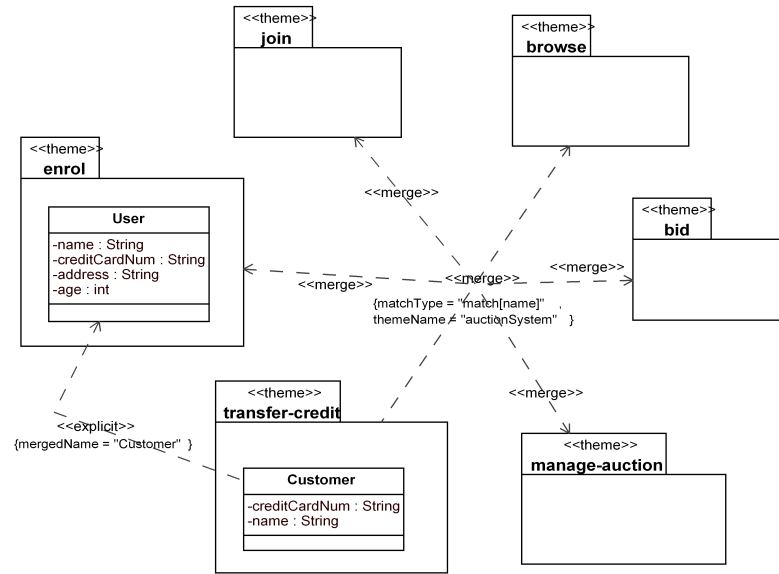 <<theme>>
join
<<theme>>
browse
<<theme>>
enrol
User
-name : String
-creditCardNum : String
-address : String
-age : int
<<merge>>
<<theme>>
bid
<<merge>>
<<merge>>
<<merge>>
{matchType = "match[name]" ,
themeName = "auctionSystem" }
<<theme>>
transfer-credit
<<merge>>
<<explicit>>
{mergedName = "Customer" }
<<theme>>
manage-auction
Customer
-creditCardNum : String
-name : String